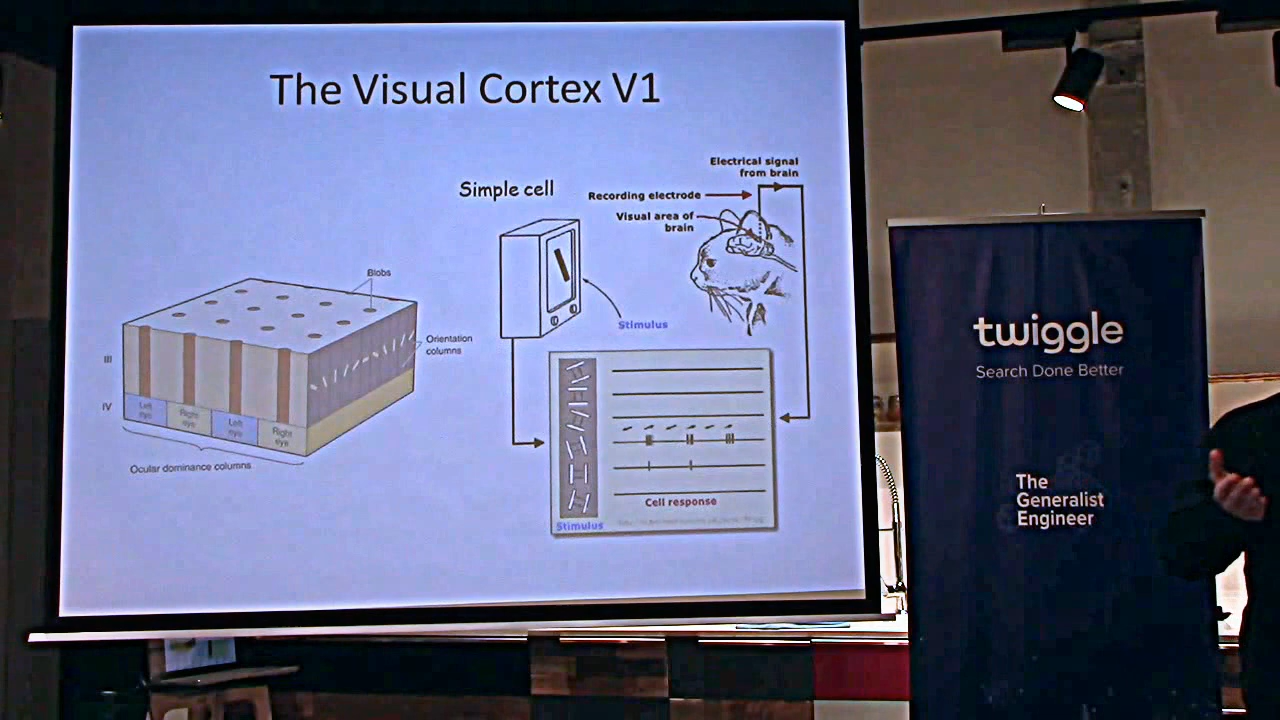 The Visual Cortex V1
Simple cell
Electrical signal
from brain
Recording electrode
Visual area of
brain
Stimulus
Blobs
Orientation
columns
III
IV
Left
eye
Right
eye
Left
eye
Right
eye
Ocular dominance columns
Cell response
Stimulus
twiggle
Search Done Better
The
Generalist
Engineer